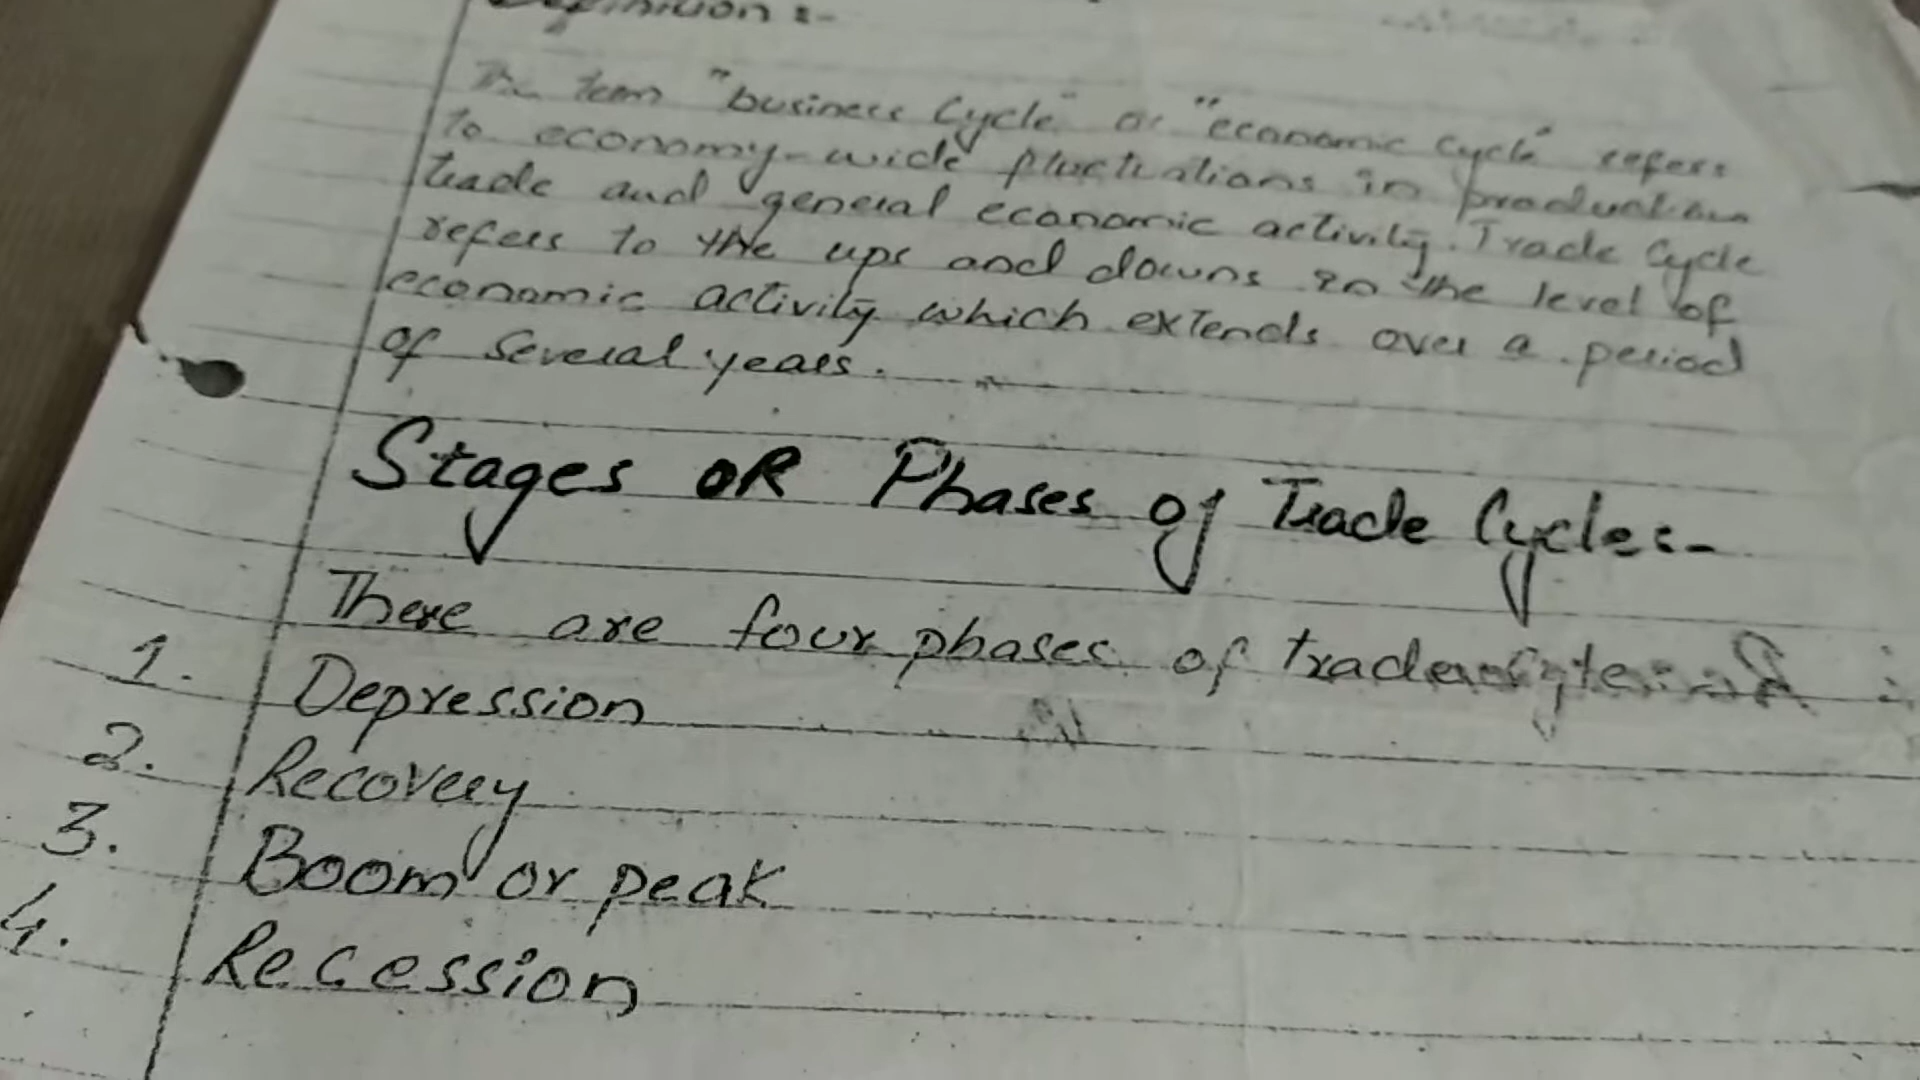 Definition :-
The term "business Cycle" or "economic cycle" refers
to economy-wide fluctuations in production
trade and general economic activity. Trade Cycle
refers to the ups and downs in the level of
economic activity which extends over a period
of several years.
Stages OR Phases of Trade Cycle:-
There are four phases of trade
1. Depression
2. Recovery
3. Boom or peak
4. Recession